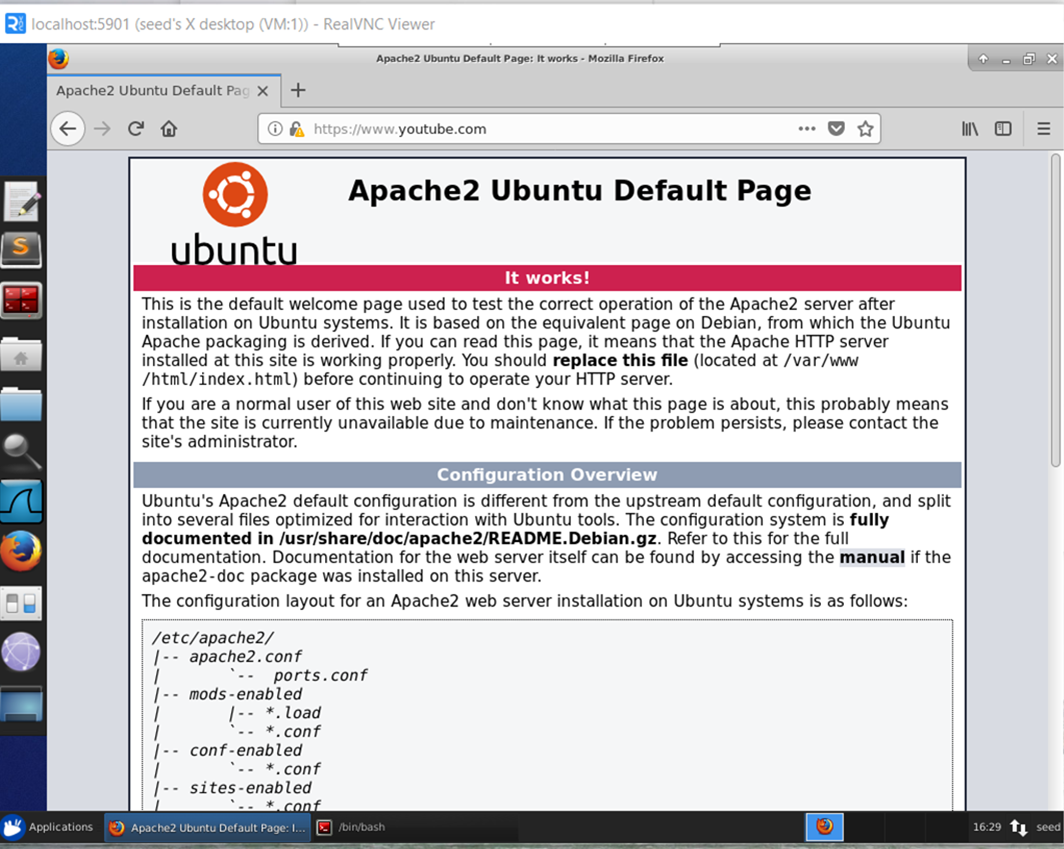 localhost:5901 (seed's X desktop (VM:1)) - RealVNC Viewer
Apache2 Ubuntu Default Page: It works - Mozilla Firefox
Apache2 Ubuntu Default Pag
https://www.youtube.com
ubuntu
Apache2 Ubuntu Default Page
It works!
This is the default welcome page used to test the correct operation of the Apache2 server after
installation on Ubuntu systems. It is based on the equivalent page on Debian, from which the Ubuntu
Apache packaging is derived. If you can read this page, it means that the Apache HTTP server
installed at this site is working properly. You should replace this file (located at /var/www
/html/index.html) before continuing to operate your HTTP server.
If you are a normal user of this web site and don't know what this page is about, this probably means
that the site is currently unavailable due to maintenance. If the problem persists, please contact the
site's administrator.
Configuration Overview
Ubuntu's Apache2 default configuration is different from the upstream default configuration, and split
into several files optimized for interaction with Ubuntu tools. The configuration system is fully
documented in /usr/share/doc/apache2/README.Debian.gz. Refer to this for the full
documentation. Documentation for the web server itself can be found by accessing the manual if the
apache2-doc package was installed on this server.
The configuration layout for an Apache2 web server installation on Ubuntu systems is as follows:
/etc/apache2/
|-- apache2.conf
|       `--  ports.conf
|-- mods-enabled
|       |-- *.load
|       `-- *.conf
|-- conf-enabled
|       `-- *.conf
|-- sites-enabled
|       `-- *.conf
Applications
Apache2 Ubuntu Default Page: I...
/bin/bash
16:29
seed